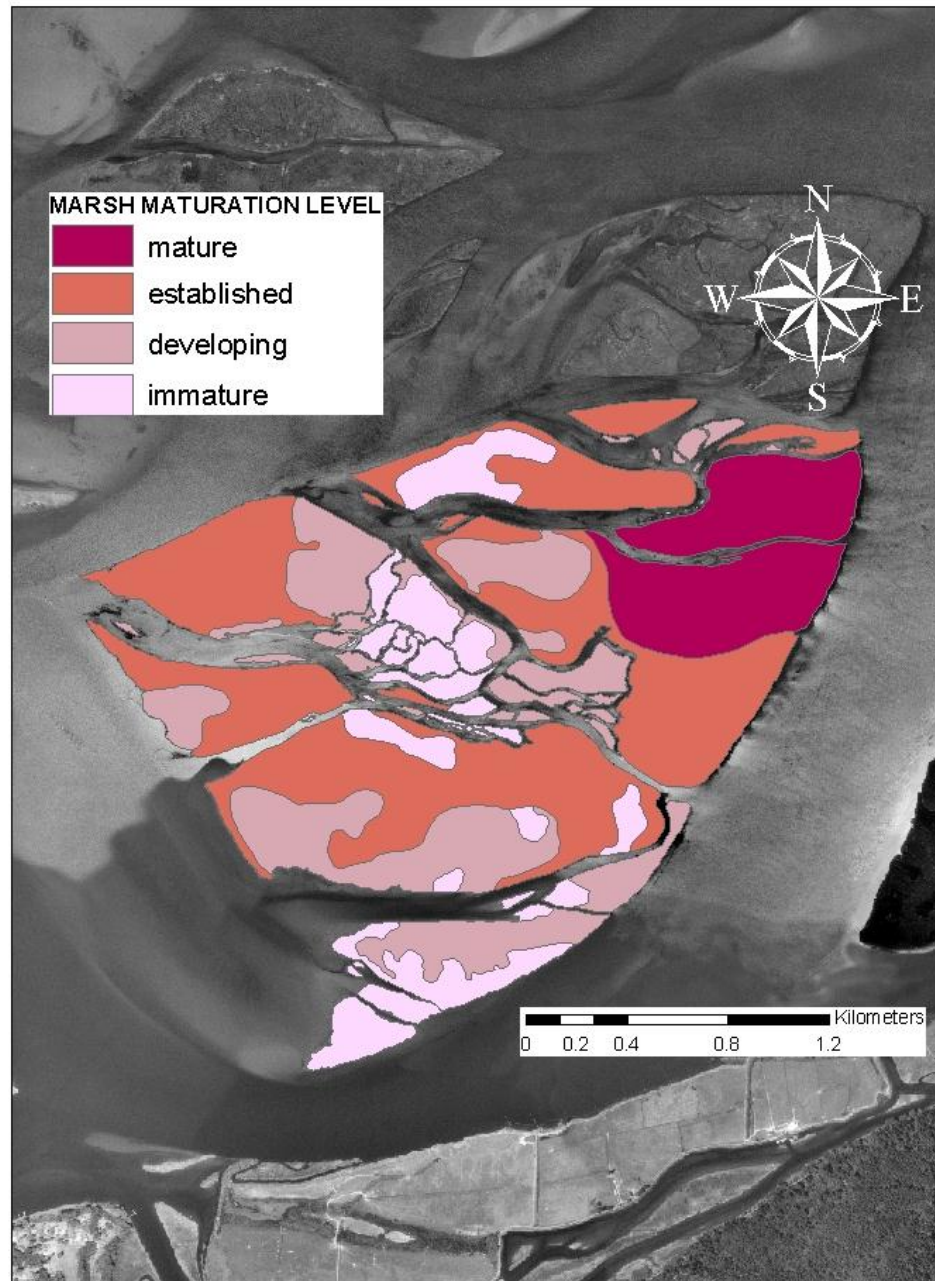 MARSH MATURATION LEVEL
mature
established
developing
immature
N
W E
S
Kilometers
0 0.2 0.4 0.8 1.2